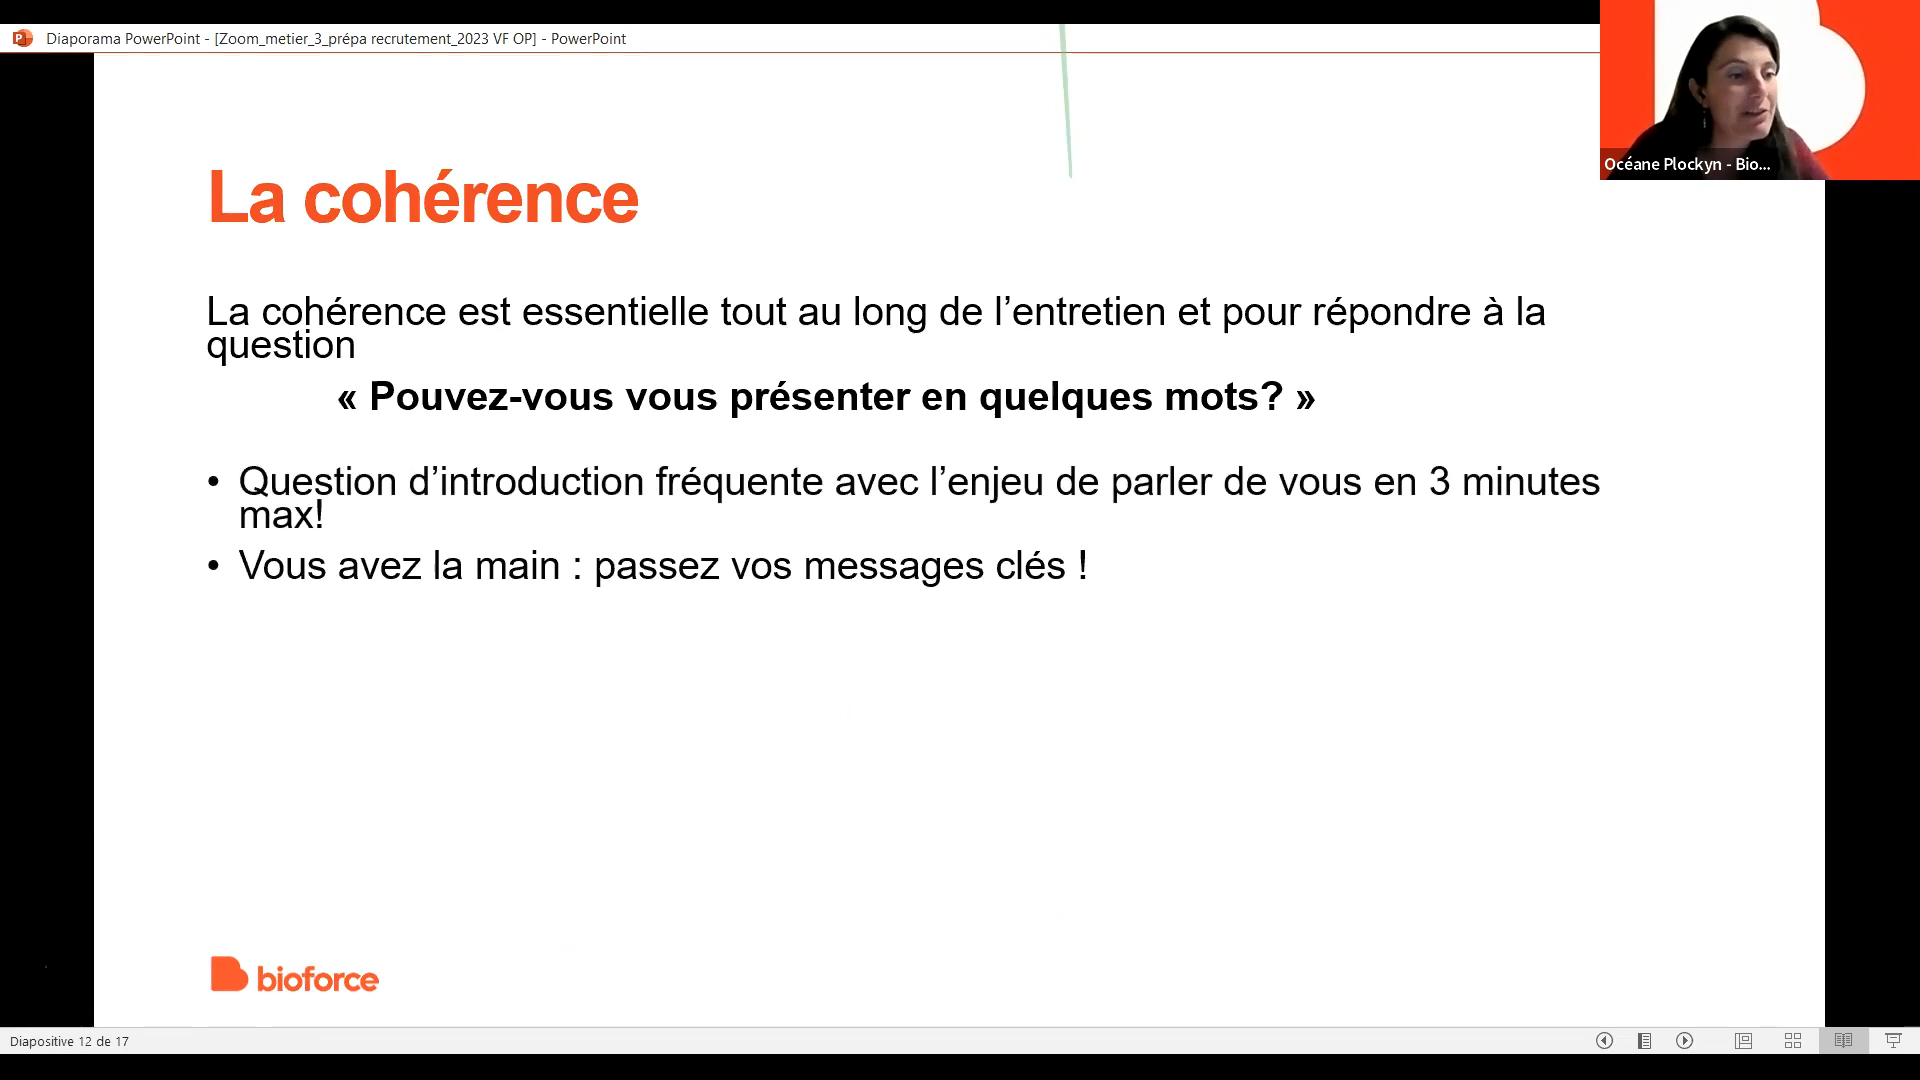 Diaporama PowerPoint - [Zoom_metier_3_prépa recrutement_2023 VF OP] - PowerPoint
Océane Plockyn - Bio...
La cohérence
La cohérence est essentielle tout au long de l’entretien et pour répondre à la
question
« Pouvez-vous vous présenter en quelques mots? »
• Question d’introduction fréquente avec l’enjeu de parler de vous en 3 minutes
max!
• Vous avez la main : passez vos messages clés !
bioforce
Diapositive 12 de 17